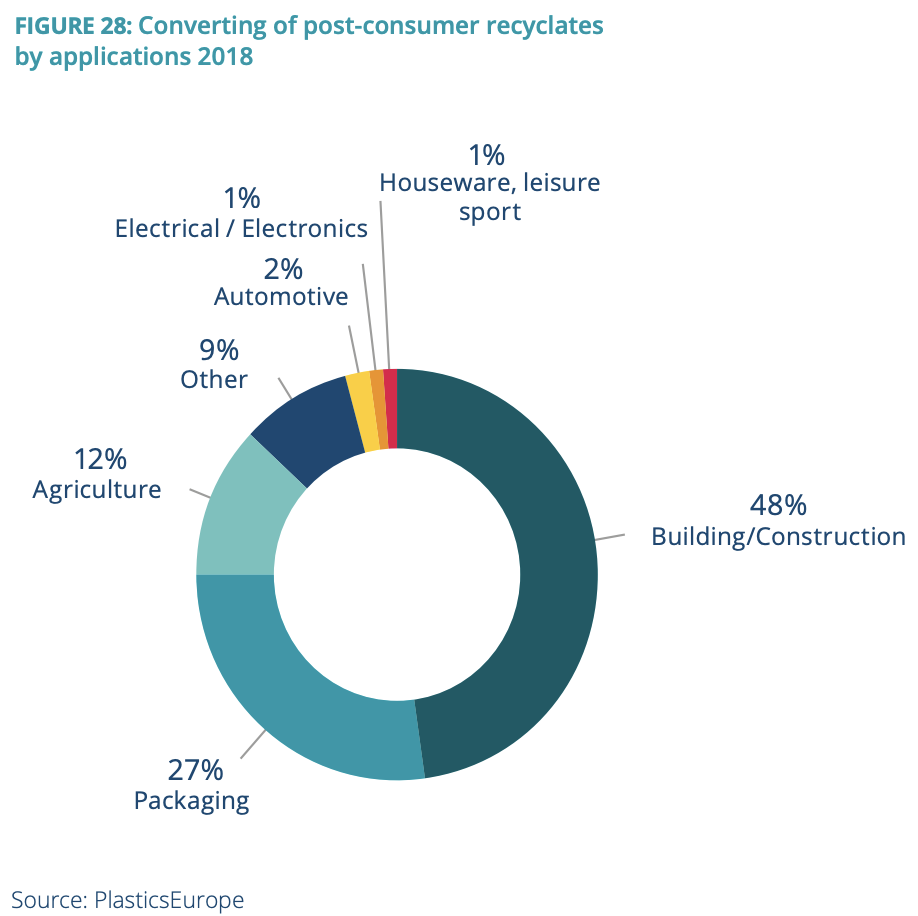 FIGURE 28: Converting of post-consumer recyclates
by applications 2018
1%
Houseware, leisure
sport
1%
Electrical / Electronics
2%
Automotive
9%
Other
12%
Agriculture
48%
Building/Construction
27%
Packaging
Source: PlasticsEurope